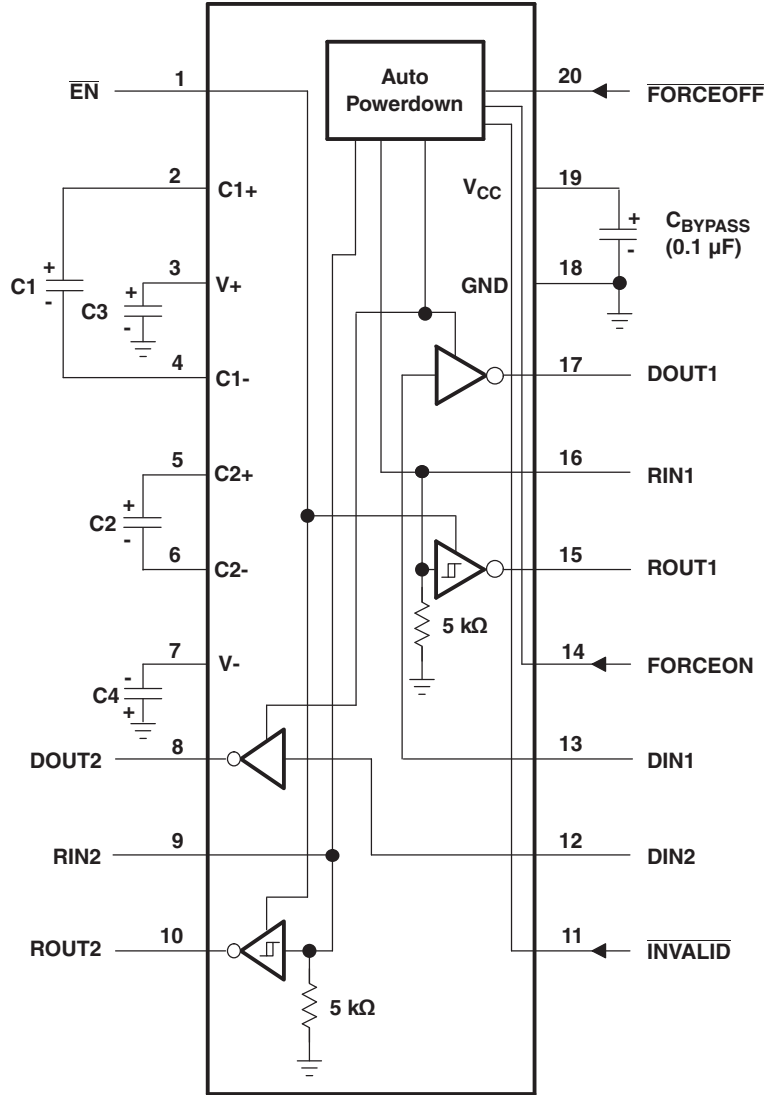 Auto
Powerdown
EN 1
20 FORCEOFF
2 C1+
VCC 19
+
-
CBYPASS
(0.1 µF)
C1
+
-
3 V+
C3
+
-
GND 18
4 C1-
17 DOUT1
5 C2+
16 RIN1
C2
+
-
6 C2-
15 ROUT1
5 kΩ
7 V-
C4
-
+
14 FORCEON
DOUT2 8
13 DIN1
RIN2 9
12 DIN2
ROUT2 10
11 INVALID
5 kΩ